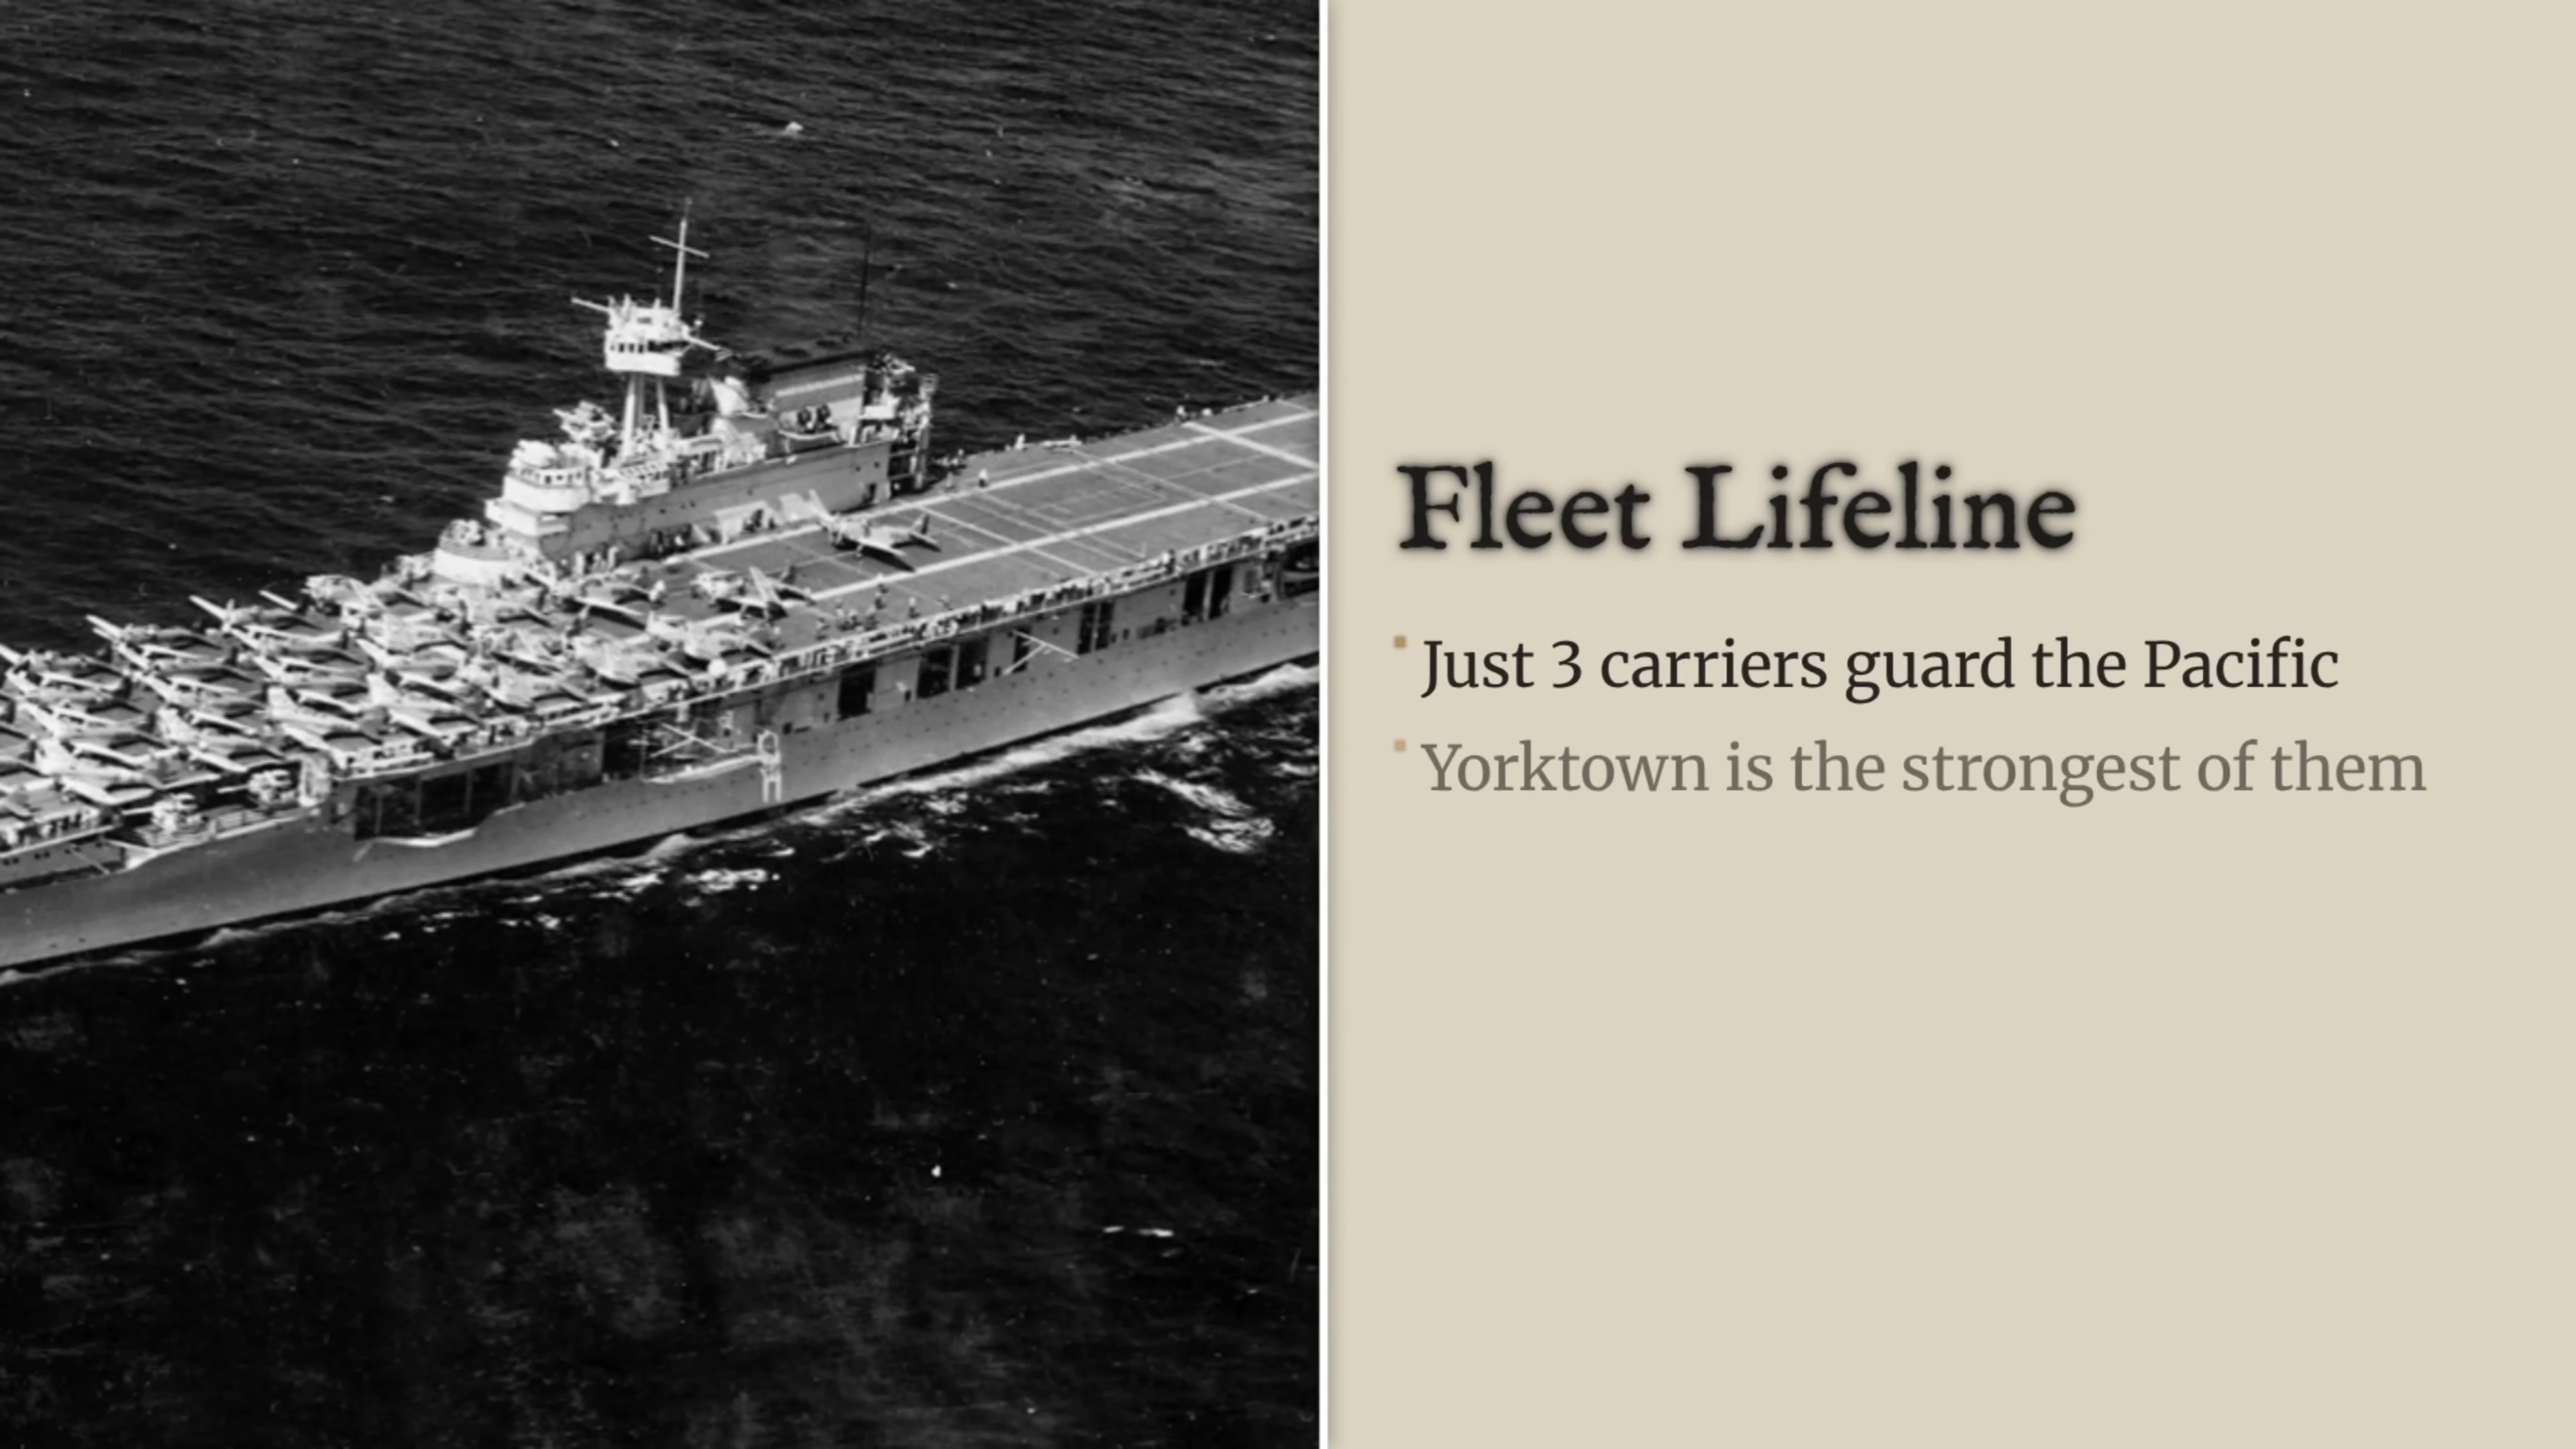 Fleet Lifeline
Just 3 carriers guard the Pacific
Yorktown is the strongest of them